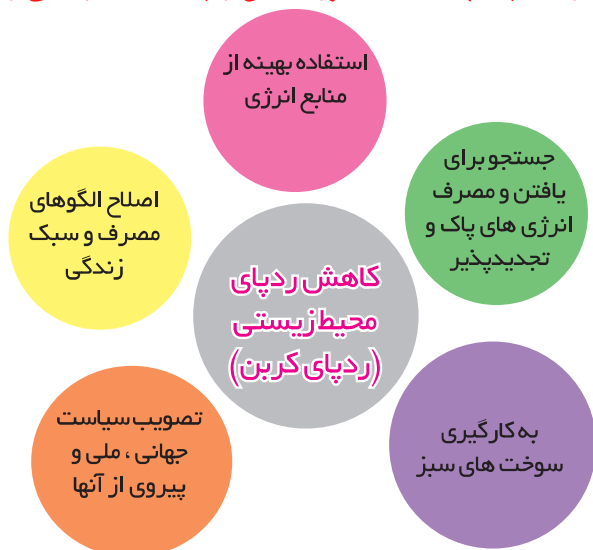 استفاده بهینه از
منابع انرژی
جستجو برای
یافتن و مصرف
انرژی های پاک و
تجدیدپذیر
اصلاح الگوهای
مصرف و سبک
زندگی
کاهش ردپای
محیط‌زیستی
(ردپای کربن)
به کارگیری
سوخت های سبز
تصویب سیاست
جهانی ، ملی و
پیروی از آنها